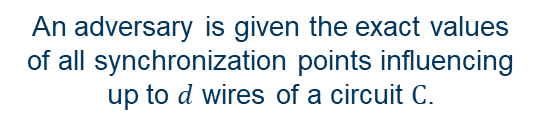 An adversary is given the exact values
of all synchronization points influencing
up to d wires of a circuit C.